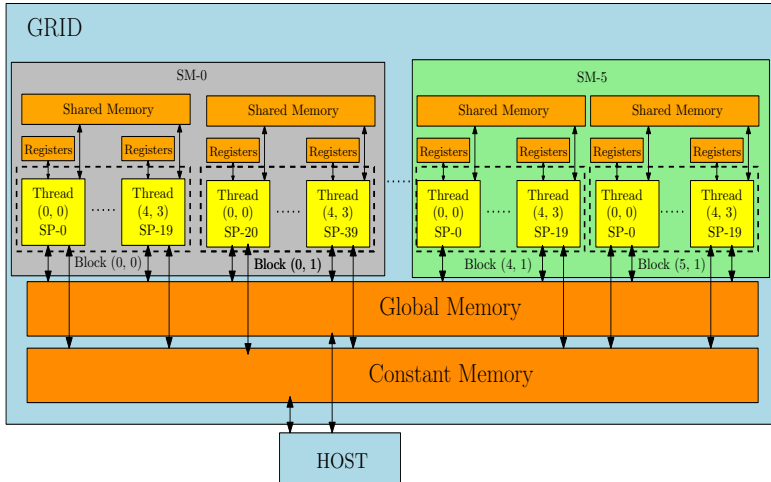 GRID
SM-0
SM-5
Shared Memory
Shared Memory
Shared Memory
Shared Memory
Registers
Registers
Registers
Registers
Registers
Registers
Registers
Registers
Thread
(0, 0)
SP-0
.....
Thread
(4, 3)
SP-19
Thread
(0, 0)
SP-20
.....
Thread
(4, 3)
SP-39
......
Thread
(0, 0)
SP-0
.....
Thread
(4, 3)
SP-19
Thread
(0, 0)
SP-0
.....
Thread
(4, 3)
SP-19
Block (0, 0)
Block (0, 1)
Block (4, 1)
Block (5, 1)
Global Memory
Constant Memory
HOST